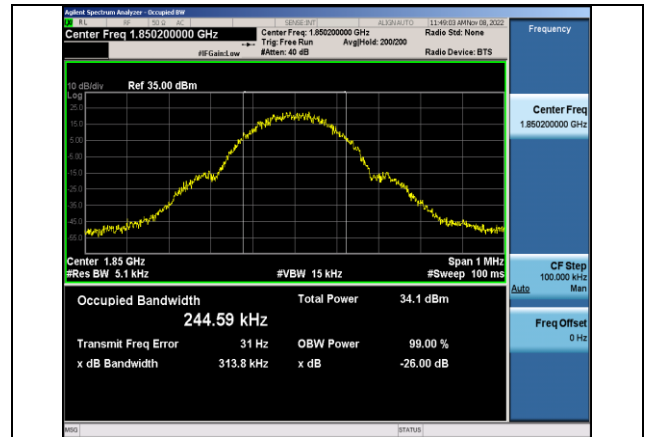 Agilent Spectrum Analyzer - Occupied BW
RL RF 50 Ω AC SENSE:INT ALIGNAUTO 11:49:03 AM Nov 08, 2022
Center Freq 1.850200000 GHz Center Freq: 1.850200000 GHz Radio Std: None
Trig: Free Run Avg|Hold: 200/200
#IFGain:Low #Atten: 40 dB Radio Device: BTS
Frequency
10 dB/div Ref 35.00 dBm
Log
25.0
15.0
5.00
-5.00
-15.0
-25.0
-35.0
-45.0
-55.0
Center 1.85 GHz Span 1 MHz
#Res BW 5.1 kHz #VBW 15 kHz #Sweep 100 ms
Occupied Bandwidth Total Power 34.1 dBm
244.59 kHz
Transmit Freq Error 31 Hz OBW Power 99.00 %
x dB Bandwidth 313.8 kHz x dB -26.00 dB
Center Freq
1.850200000 GHz
CF Step
100.000 kHz
Auto Man
Freq Offset
0 Hz
MSG STATUS